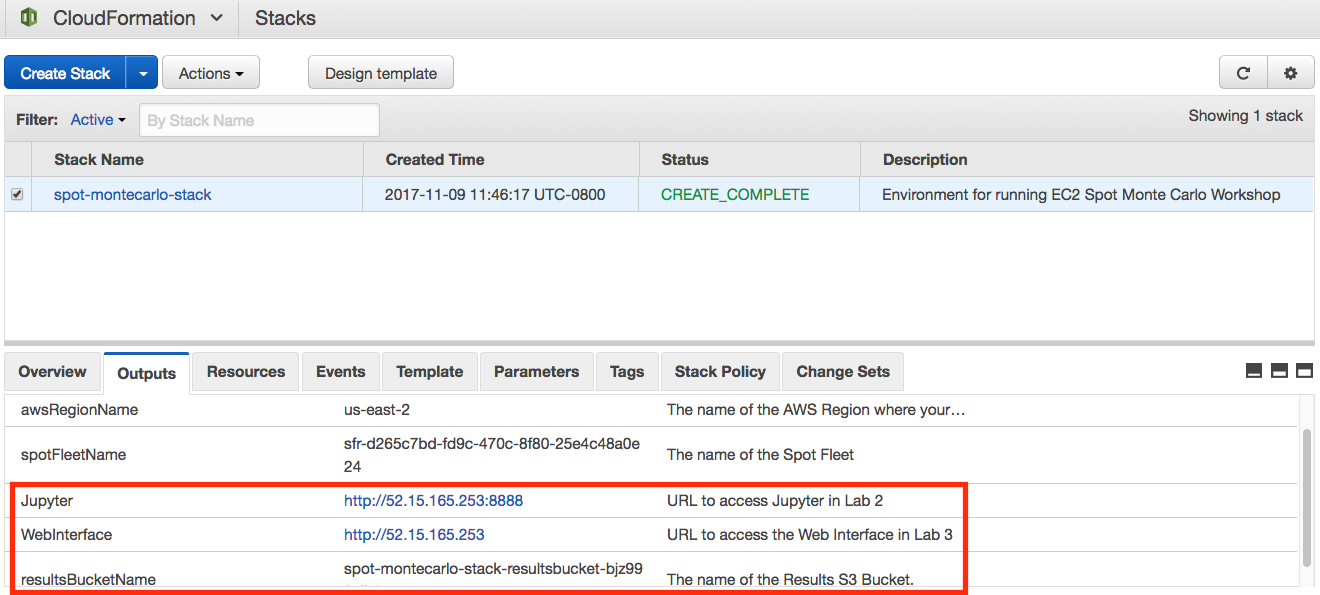 CloudFormation Stacks
Create Stack Actions Design template
Filter: Active By Stack Name Showing 1 stack
Stack Name Created Time Status Description
spot-montecarlo-stack 2017-11-09 11:46:17 UTC-0800 CREATE_COMPLETE Environment for running EC2 Spot Monte Carlo Workshop
Overview Outputs Resources Events Template Parameters Tags Stack Policy Change Sets
awsRegionName us-east-2 The name of the AWS Region where your…
spotFleetName sfr-d265c7bd-fd9c-470c-8f80-25e4c48a0e The name of the Spot Fleet
24
Jupyter http://52.15.165.253:8888 URL to access Jupyter in Lab 2
WebInterface http://52.15.165.253 URL to access the Web Interface in Lab 3
resultsBucketName spot-montecarlo-stack-resultsbucket-bjz99 The name of the Results S3 Bucket.